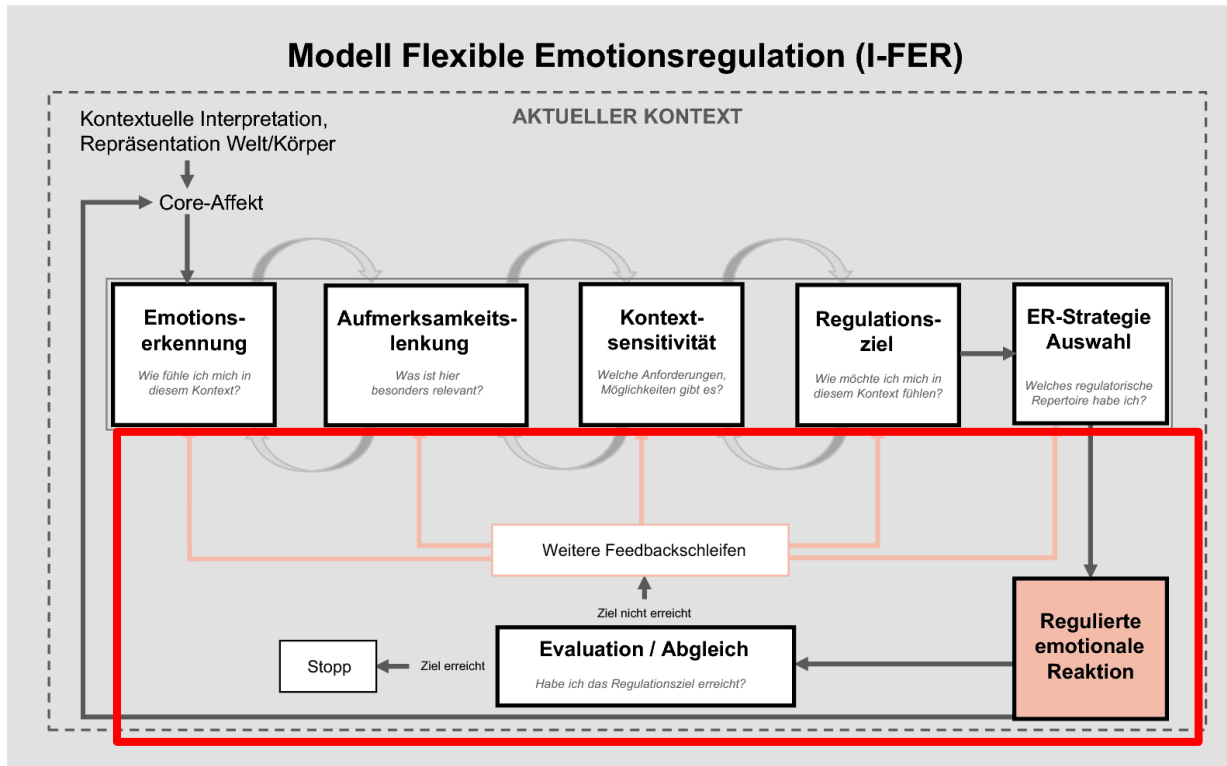 Modell Flexible Emotionsregulation (I-FER)
AKTUELLER KONTEXT
Kontextuelle Interpretation,
Repräsentation Welt/Körper
Core-Affekt
Emotions-
erkennung
Wie fühle ich mich in
diesem Kontext?
Aufmerksamkeits-
lenkung
Was ist hier
besonders relevant?
Kontext-
sensitivität
Welche Anforderungen,
Möglichkeiten gibt es?
Regulations-
ziel
Wie möchte ich mich in
diesem Kontext fühlen?
ER-Strategie
Auswahl
Welches regulatorische
Repertoire habe ich?
Weitere Feedbackschleifen
Ziel nicht erreicht
Regulierte
emotionale
Reaktion
Evaluation / Abgleich
Habe ich das Regulationsziel erreicht?
Ziel erreicht
Stopp